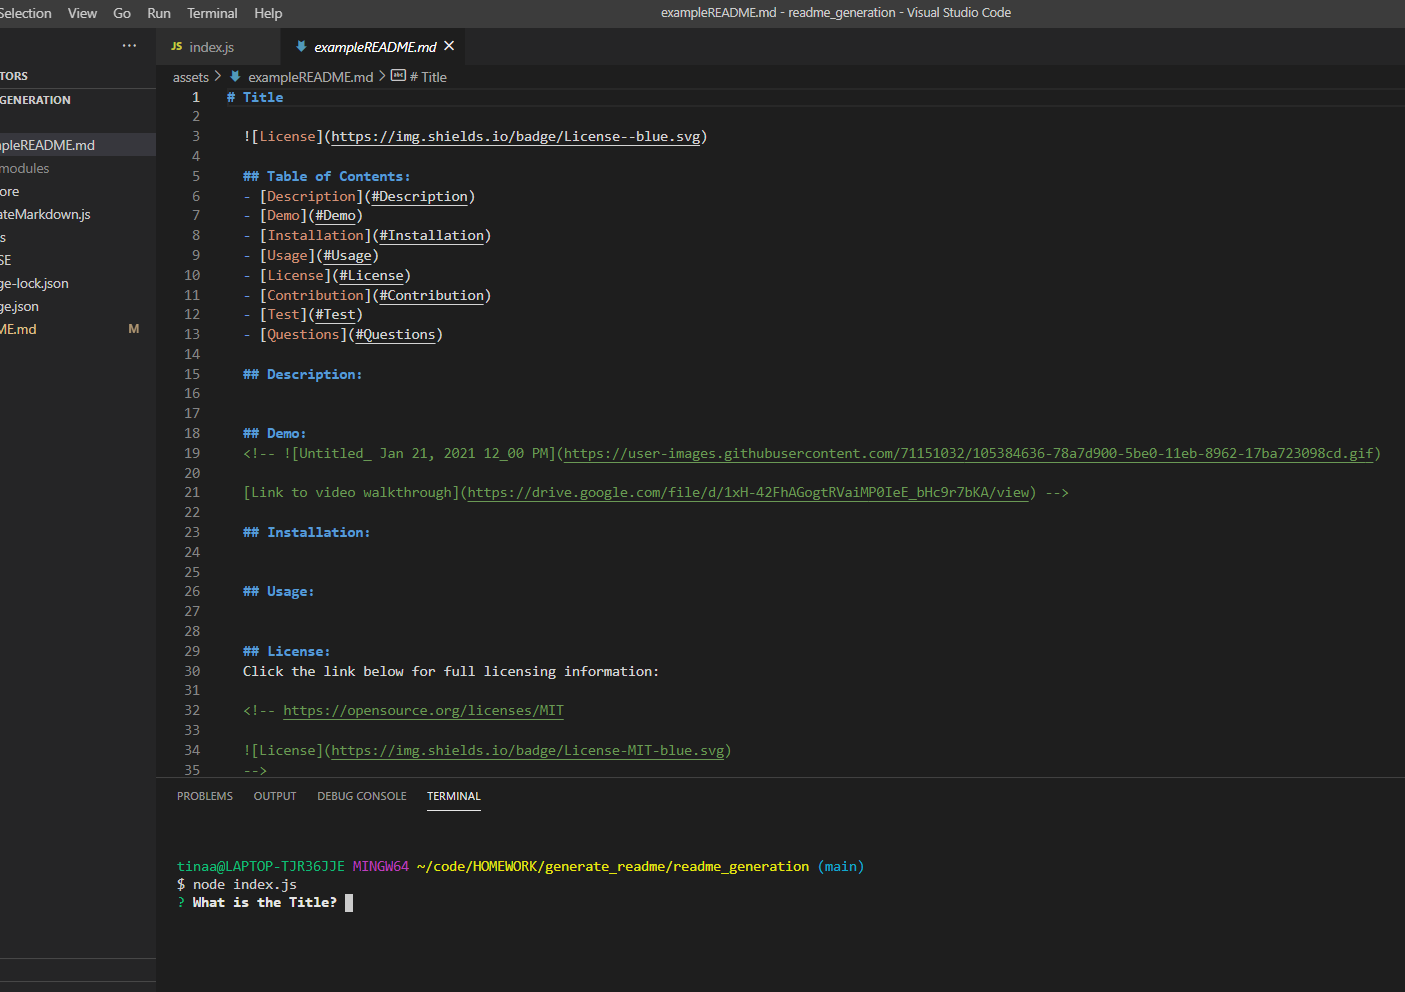 Selection View Go Run Terminal Help exampleREADME.md - readme_generation - Visual Studio Code
··· JS index.js exampleREADME.md ×
TORS assets > exampleREADME.md > abc # Title
GENERATION
mpleREADME.md
modules
ore
ateMarkdown.js
s
SE
ge-lock.json
ge.json
ME.md M
1 # Title
2
3 ![License](https://img.shields.io/badge/License--blue.svg)
4
5 ## Table of Contents:
6 - [Description](#Description)
7 - [Demo](#Demo)
8 - [Installation](#Installation)
9 - [Usage](#Usage)
10 - [License](#License)
11 - [Contribution](#Contribution)
12 - [Test](#Test)
13 - [Questions](#Questions)
14
15 ## Description:
16
17
18 ## Demo:
19 <!-- ![Untitled_ Jan 21, 2021 12_00 PM](https://user-images.githubusercontent.com/71151032/105384636-78a7d900-5be0-11eb-8962-17ba723098cd.gif)
20
21 [Link to video walkthrough](https://drive.google.com/file/d/1xH-42FhAGogtRVaiMP0IeE_bHc9r7bKA/view) -->
22
23 ## Installation:
24
25
26 ## Usage:
27
28
29 ## License:
30 Click the link below for full licensing information:
31
32 <!-- https://opensource.org/licenses/MIT
33
34 ![License](https://img.shields.io/badge/License-MIT-blue.svg)
35 -->
PROBLEMS OUTPUT DEBUG CONSOLE TERMINAL
tinaa@LAPTOP-TJR36JJE MINGW64 ~/code/HOMEWORK/generate_readme/readme_generation (main)
$ node index.js
? What is the Title?